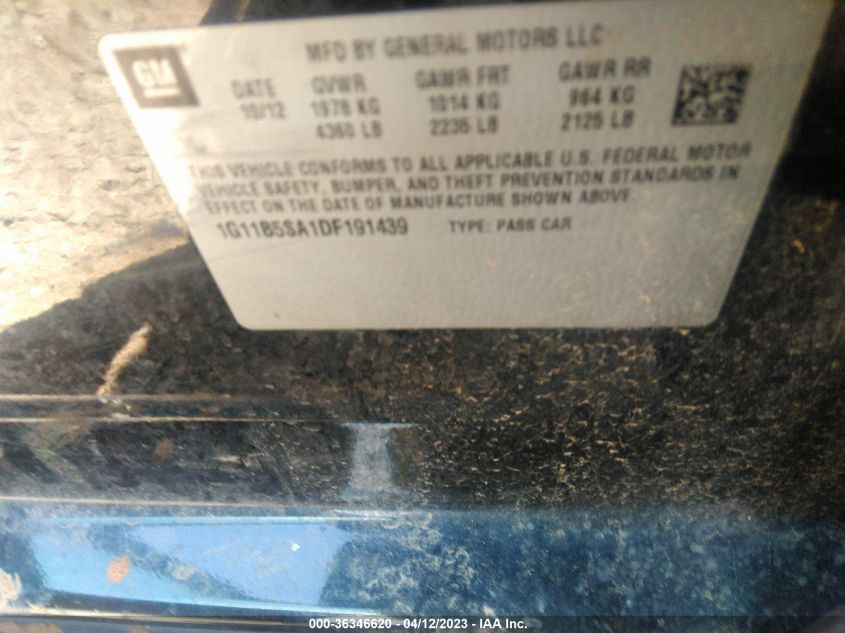 GM
MFD BY GENERAL MOTORS LLC
DATE GVWR GAWR FRT GAWR RR
10/12 1978 KG 1014 KG 964 KG
4360 LB 2235 LB 2125 LB
THIS VEHICLE CONFORMS TO ALL APPLICABLE U.S. FEDERAL MOTOR
VEHICLE SAFETY, BUMPER, AND THEFT PREVENTION STANDARDS IN
EFFECT ON THE DATE OF MANUFACTURE SHOWN ABOVE.
1G11B5SA1DF191439 TYPE: PASS CAR
000-36346620 - 04/12/2023 - IAA Inc.